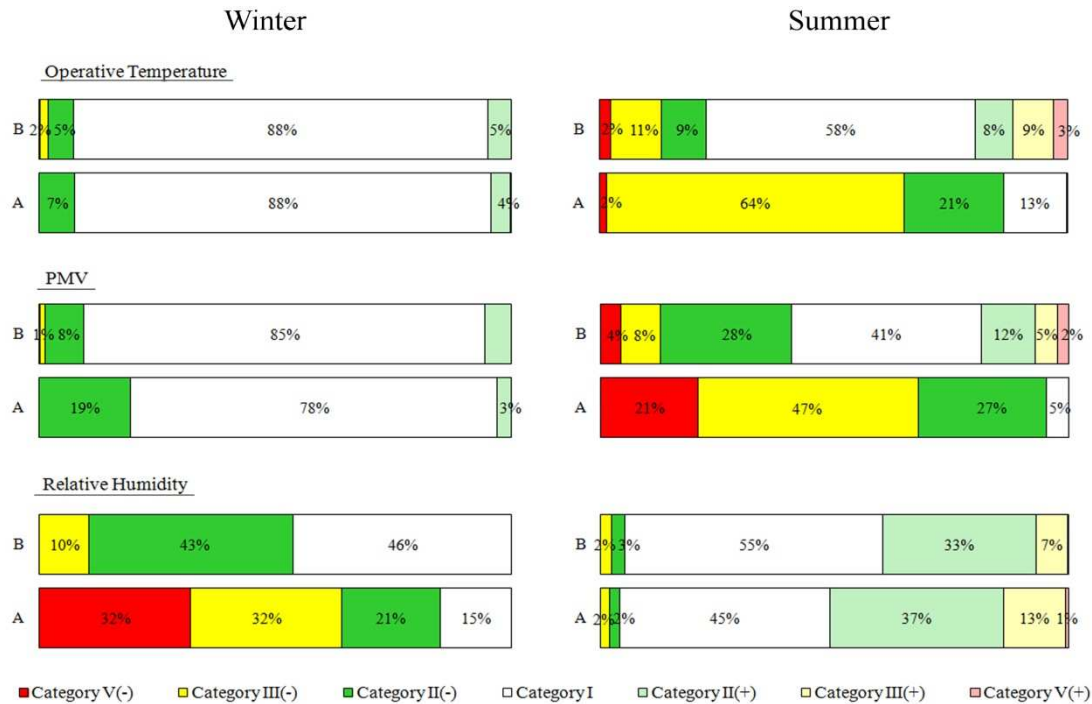 Winter Summer
Operative Temperature
B 2% 5% 88% 5% B 2% 11% 9% 58% 8% 9% 3%
A 7% 88% 4% A 2% 64% 21% 13%
PMV
B 1% 8% 85% B 4% 8% 28% 41% 12% 5% 2%
A 19% 78% 3% A 21% 47% 27% 5%
Relative Humidity
B 10% 43% 46% B 2% 3% 55% 33% 7%
A 32% 32% 21% 15% A 2% 2% 45% 37% 13% 1%
Category V(-) Category III(-) Category II(-) Category I Category II(+) Category III(+) Category V(+)